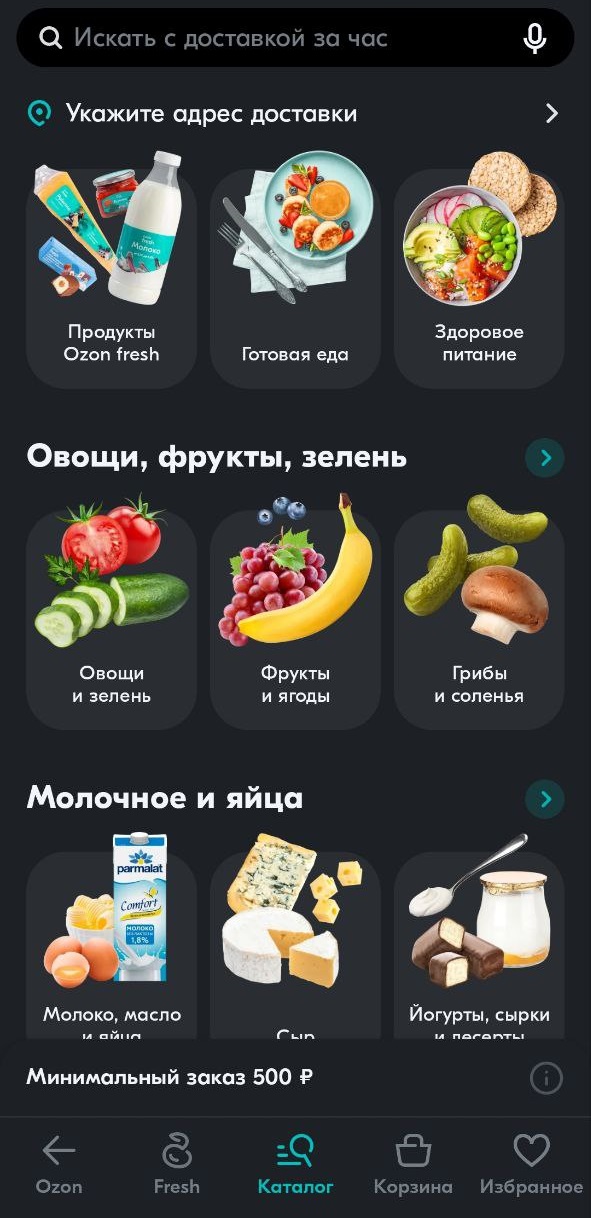 Искать с доставкой за час
Укажите адрес доставки
fresh
Молоко
Продукты
Ozon fresh
Готовая еда
Здоровое
питание
Овощи, фрукты, зелень
Овощи
и зелень
Фрукты
и ягоды
Грибы
и соленья
Молочное и яйца
parmalat
Comfort
МОЛОКО
1,8%
Молоко, масло
и яйца
Сыр
Йогурты, сырки
и десерты
Минимальный заказ 500 ₽
Ozon
Fresh
Каталог
Корзина
Избранное